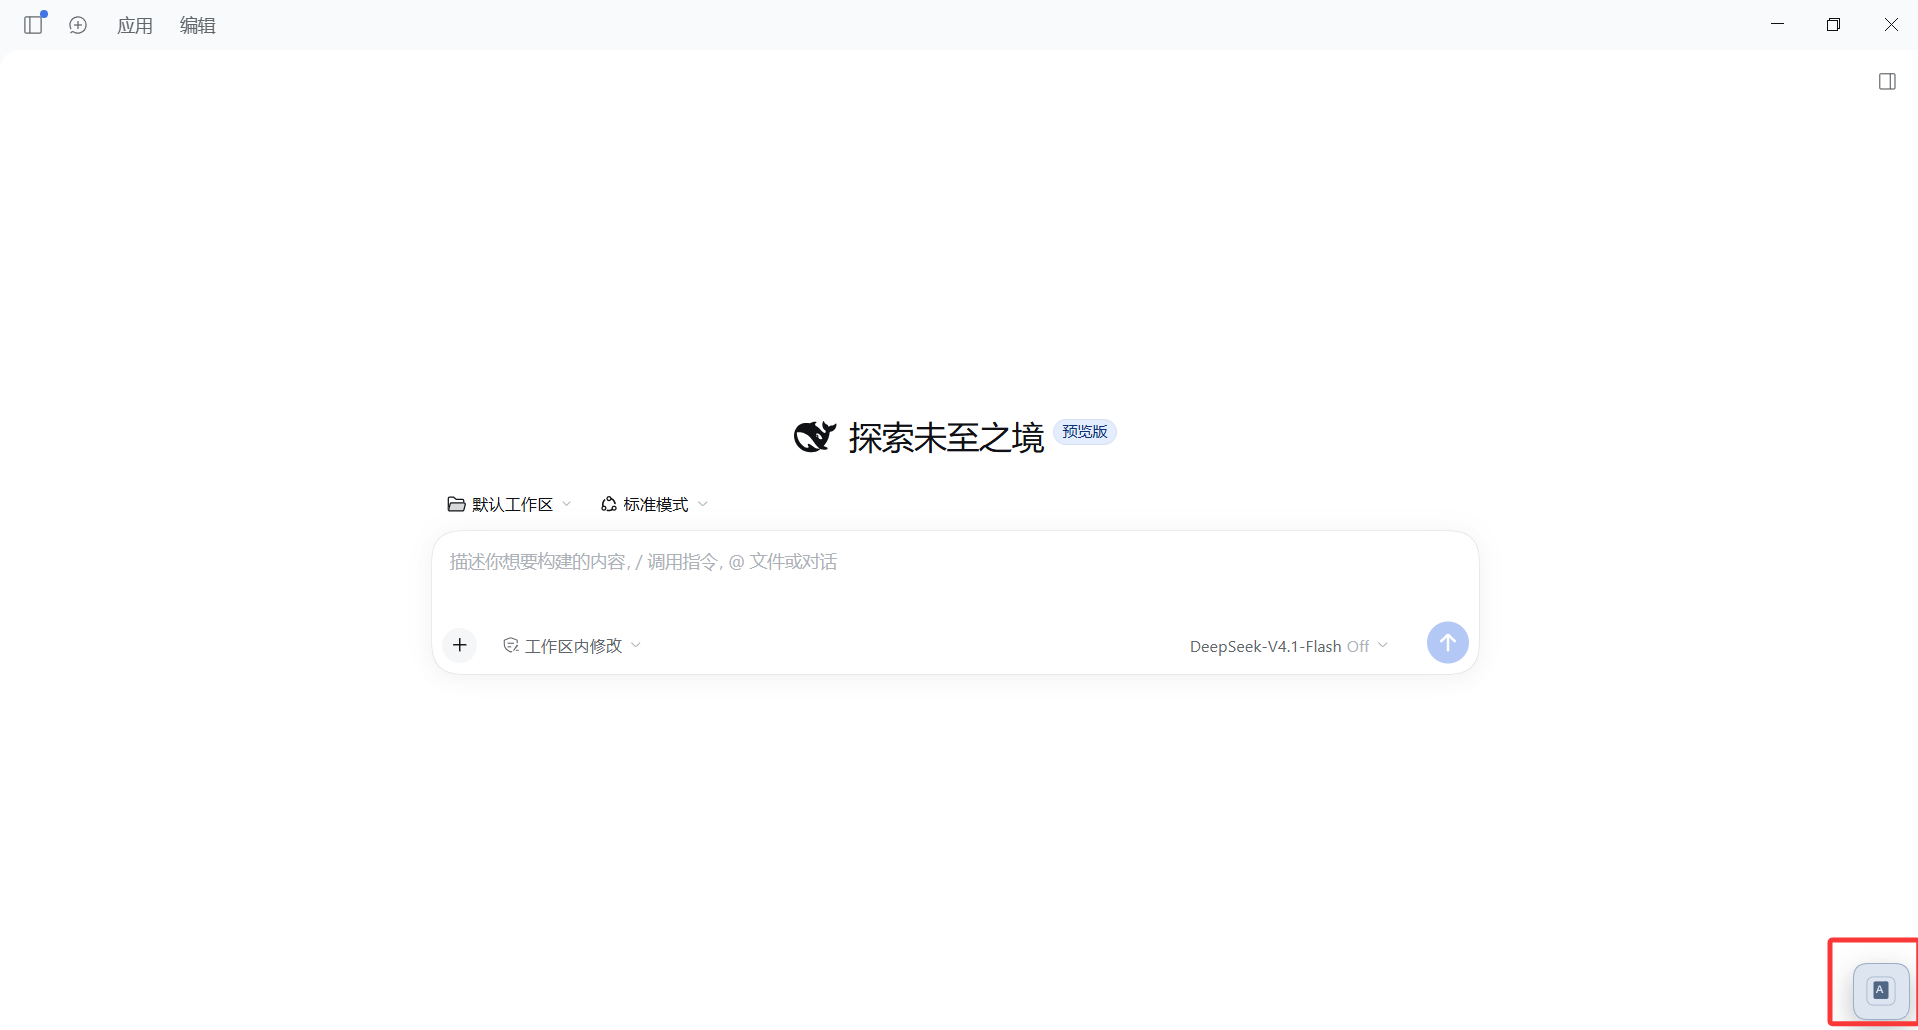 应用 编辑
探索未至之境 预览版
默认工作区 标准模式
描述你想要构建的内容, / 调用指令, @ 文件或对话
工作区内修改 DeepSeek-V4.1-Flash Off
A